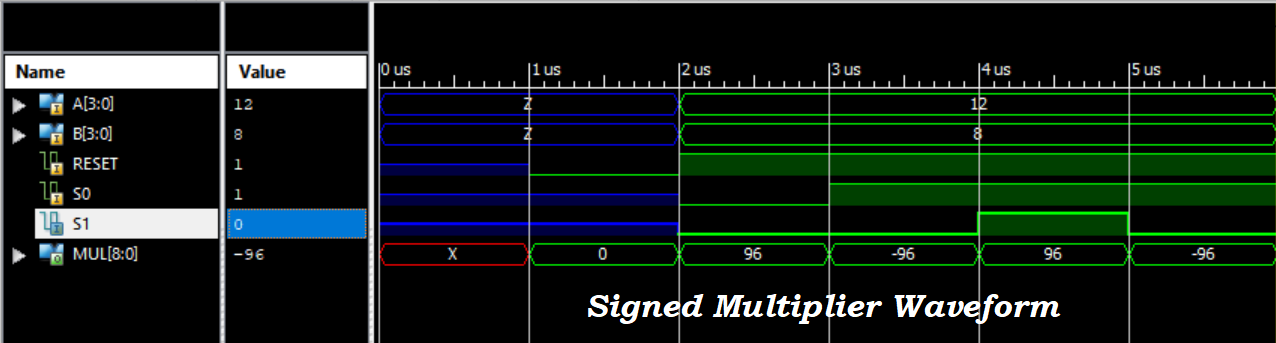 Name Value 0 us 1 us 2 us 3 us 4 us 5 us
A[3:0] 12 Z 12
B[3:0] 8 Z 8
RESET 1
S0 1
S1 0
MUL[8:0] -96 X 0 96 -96 96 -96
Signed Multiplier Waveform